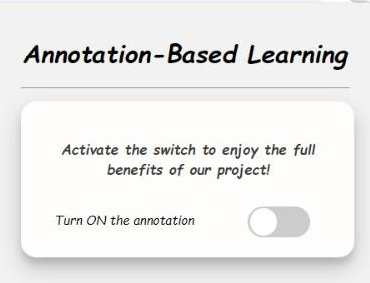 Annotation-Based Learning
Activate the switch to enjoy the full
benefits of our project!
Turn ON the annotation